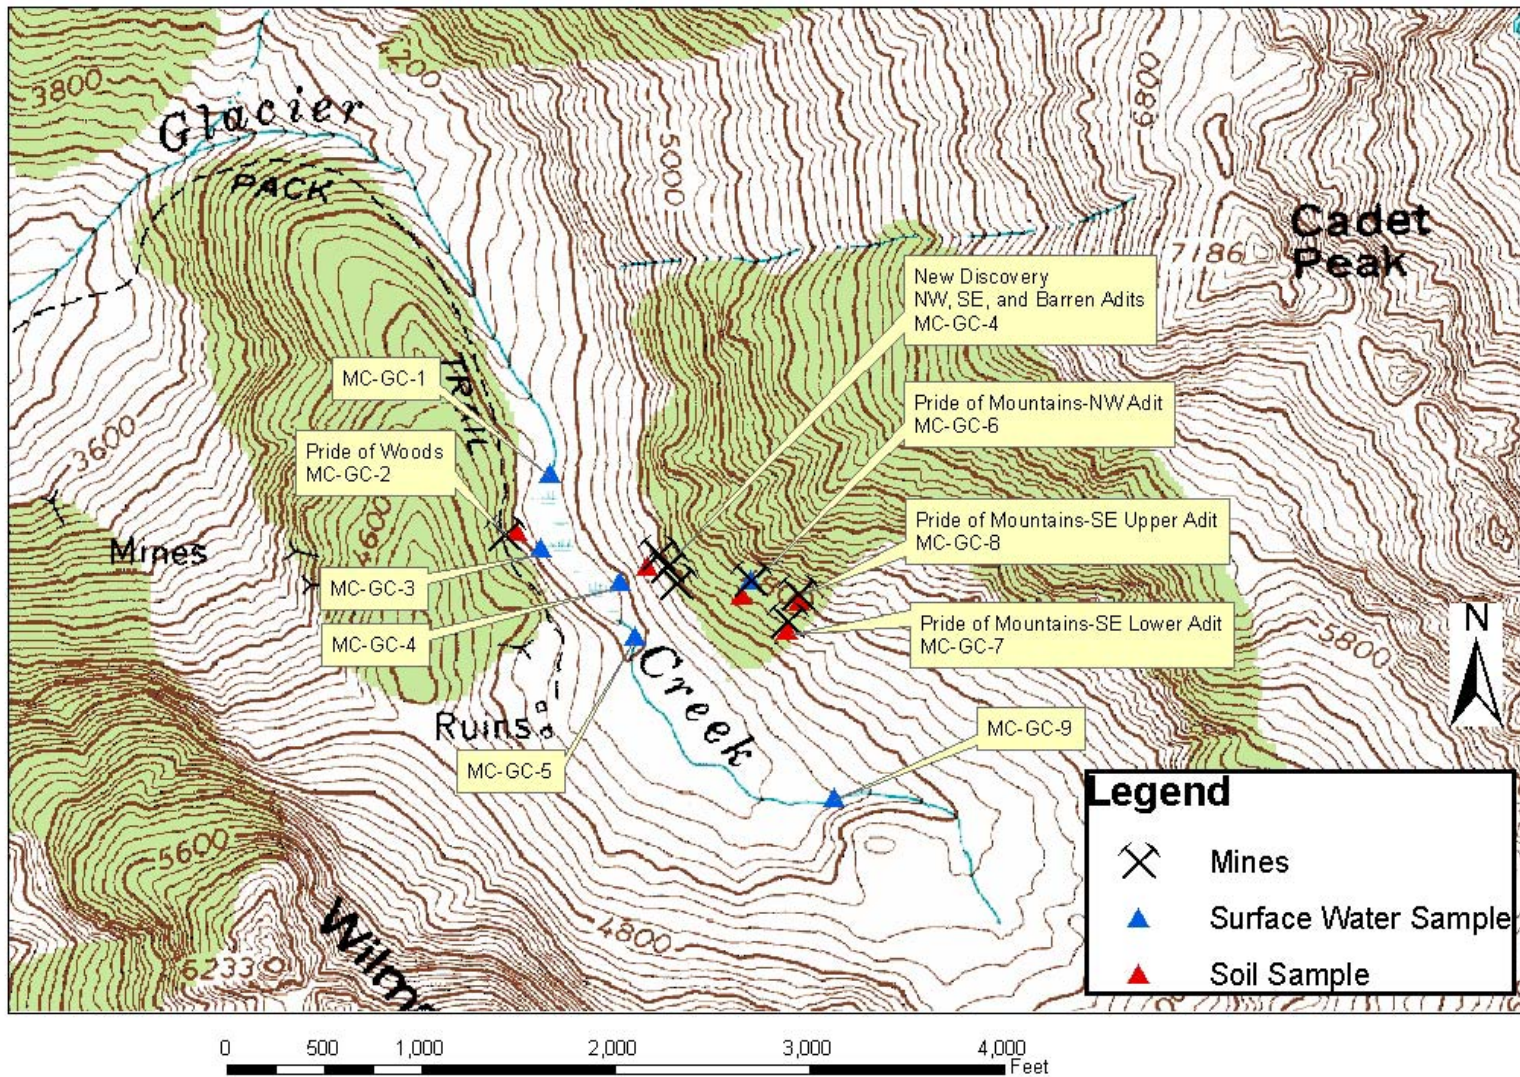 3800
Glacier
4200
6800
PACK
5000
Cadet
Peak
7186
New Discovery
NW, SE, and Barren Adits
MC-GC-4
TRAIL
MC-GC-1
Pride of Mountains-NW Adit
MC-GC-6
3600
Pride of Woods
MC-GC-2
4600
Pride of Mountains-SE Upper Adit
MC-GC-8
Mines
MC-GC-3
Pride of Mountains-SE Lower Adit
MC-GC-7
5800
N
MC-GC-4
Creek
Ruins
MC-GC-9
MC-GC-5
Legend
Mines
Surface Water Sample
Soil Sample
5600
4800
6233
Wilm
0 500 1,000 2,000 3,000 4,000
Feet